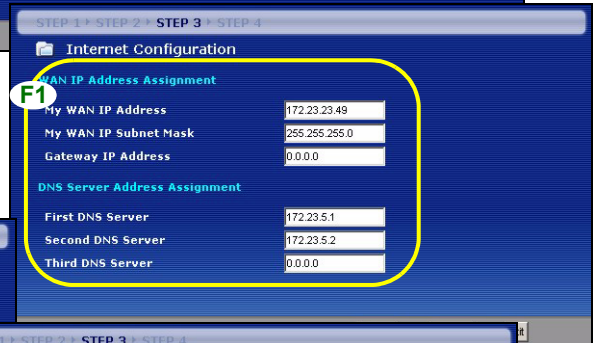 STEP 1 STEP 2 STEP 3 STEP 4
Internet Configuration
F1
WAN IP Address Assignment
My WAN IP Address 172.23.23.49
My WAN IP Subnet Mask 255.255.255.0
Gateway IP Address 0.0.0.0
DNS Server Address Assignment
First DNS Server 172.23.5.1
Second DNS Server 172.23.5.2
Third DNS Server 0.0.0.0
1 STEP 2 STEP 3 STEP 4